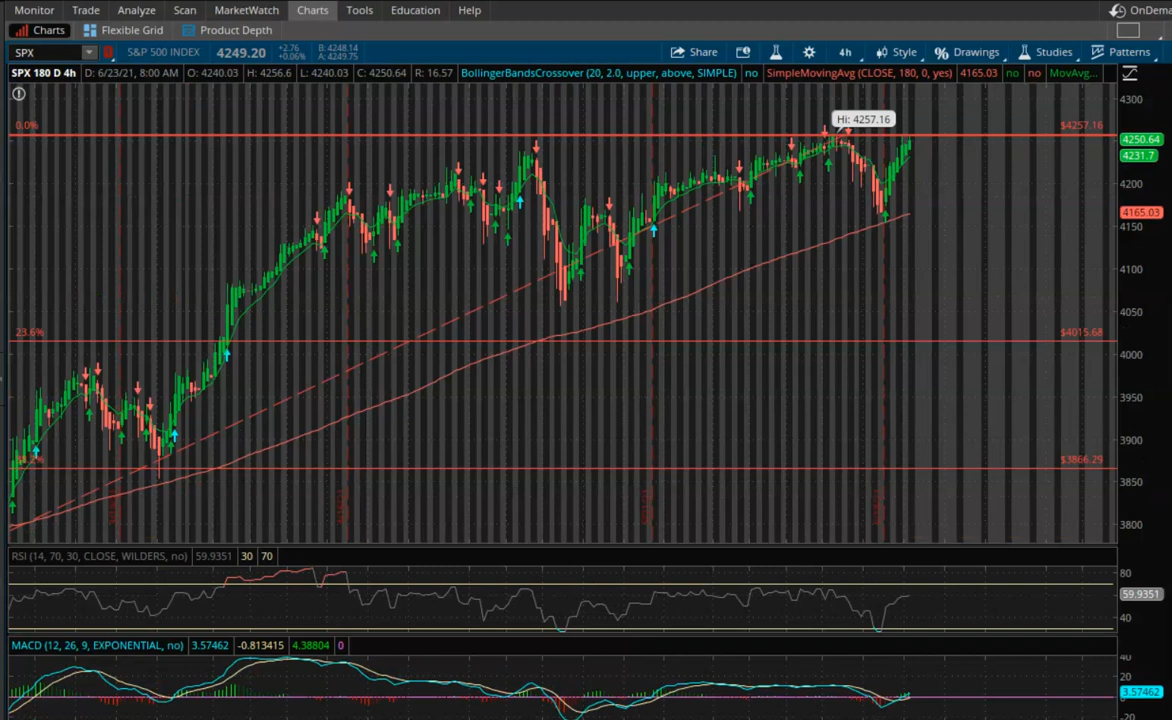 Monitor Trade Analyze Scan MarketWatch Charts Tools Education Help OnDema
Charts Flexible Grid Product Depth
SPX S&P 500 INDEX 4249.20 +2.76 B: 4248.14 Share 4h Style Drawings Studies Patterns
+0.06% A: 4249.75
SPX 180 D 4h D: 6/23/21, 8:00 AM O: 4240.03 H: 4256.6 L: 4240.03 C: 4250.64 R: 16.57 BollingerBandsCrossover (20, 2.0, upper, above, SIMPLE) no SimpleMovingAvg (CLOSE, 180, 0, yes) 4165.03 no no MovAvg...
4300
Hi: 4257.16
0.0% $4257.16
4250.64
4231.7
4200
4165.03
4150
4100
4050
23.6% $4015.68
4000
3950
3900
$3866.29
3850
3800
RSI (14, 70, 30, CLOSE, WILDERS, no) 59.9351 30 70
80
59.9351
40
MACD (12, 26, 9, EXPONENTIAL, no) 3.57462 -0.813415 4.38804 0
40
20
3.57462
-20